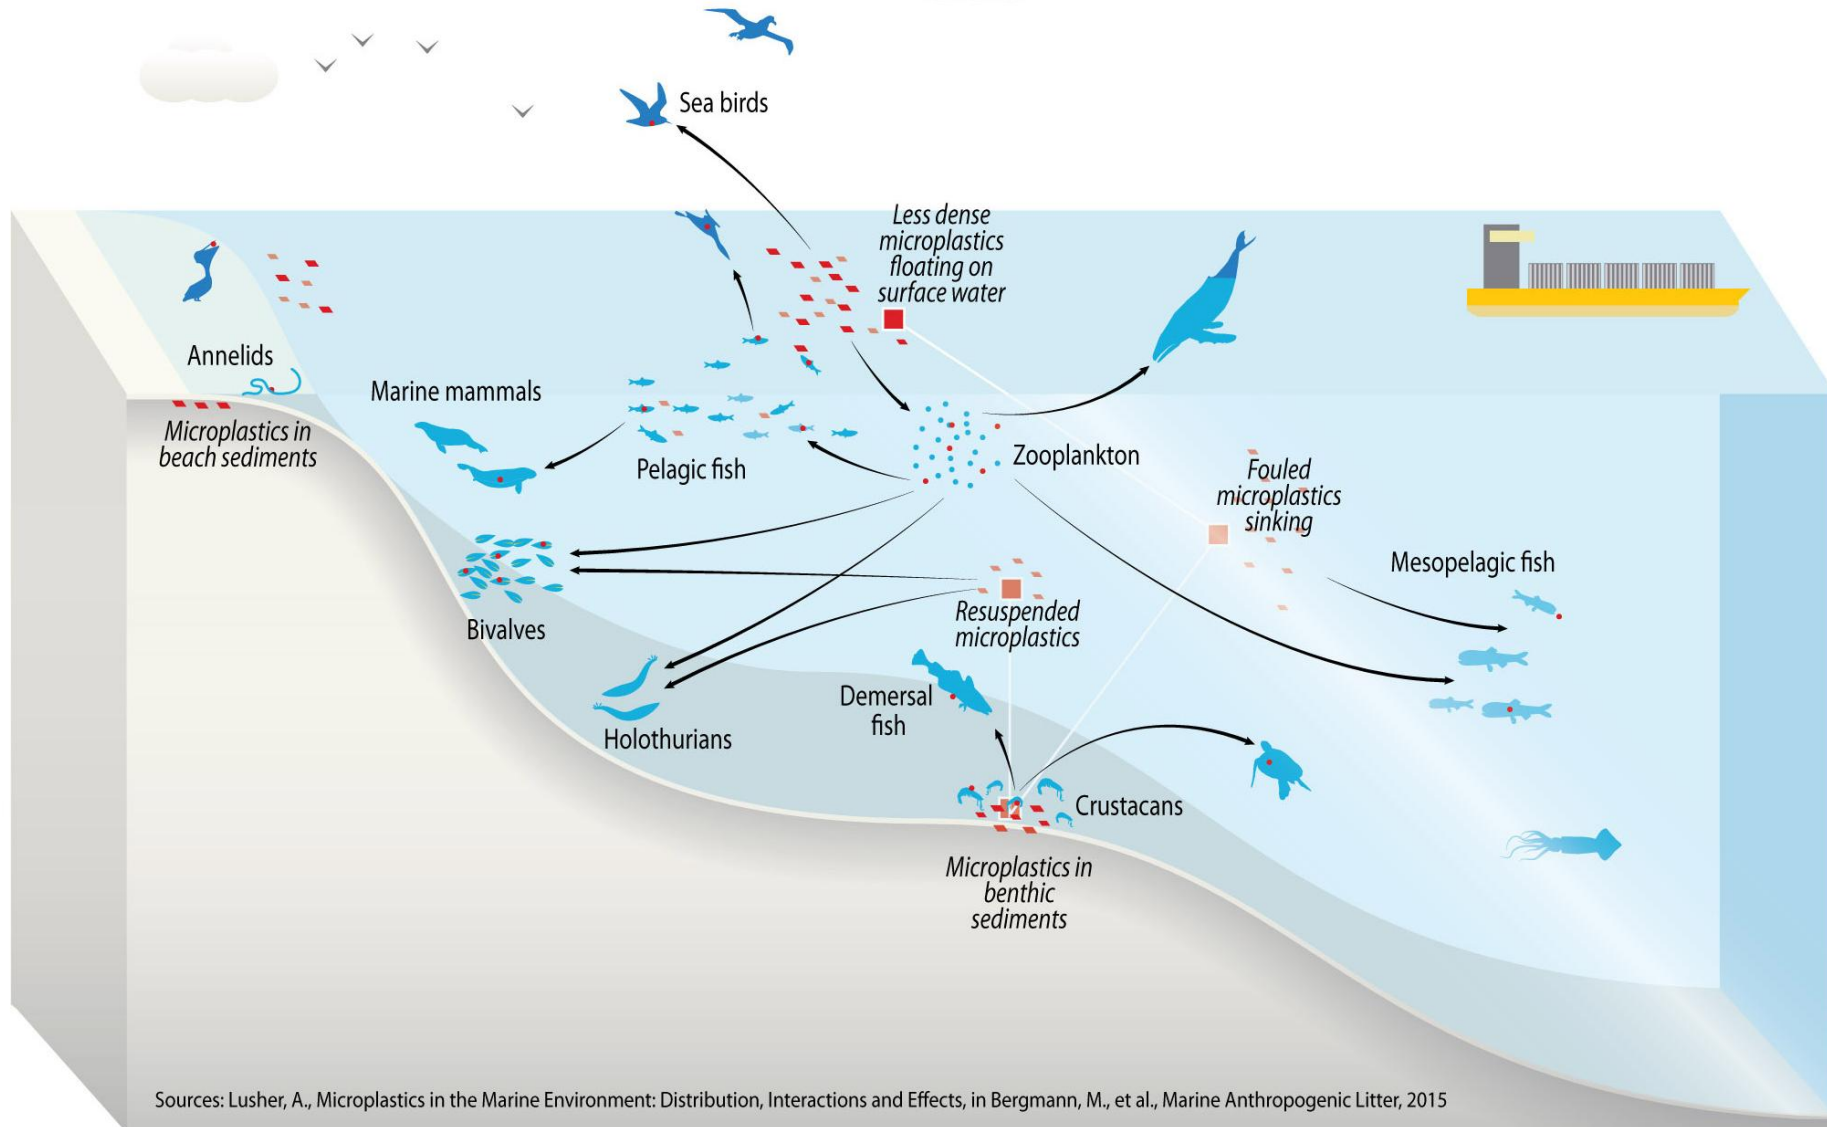 Sea birds
Less dense
microplastics
floating on
surface water
Annelids
Marine mammals
Microplastics in
beach sediments
Pelagic fish
Zooplankton
Fouled
microplastics
sinking
Mesopelagic fish
Bivalves
Resuspended
microplastics
Demersal
fish
Holothurians
Crustacans
Microplastics in
benthic
sediments
Sources: Lusher, A., Microplastics in the Marine Environment: Distribution, Interactions and Effects, in Bergmann, M., et al., Marine Anthropogenic Litter, 2015